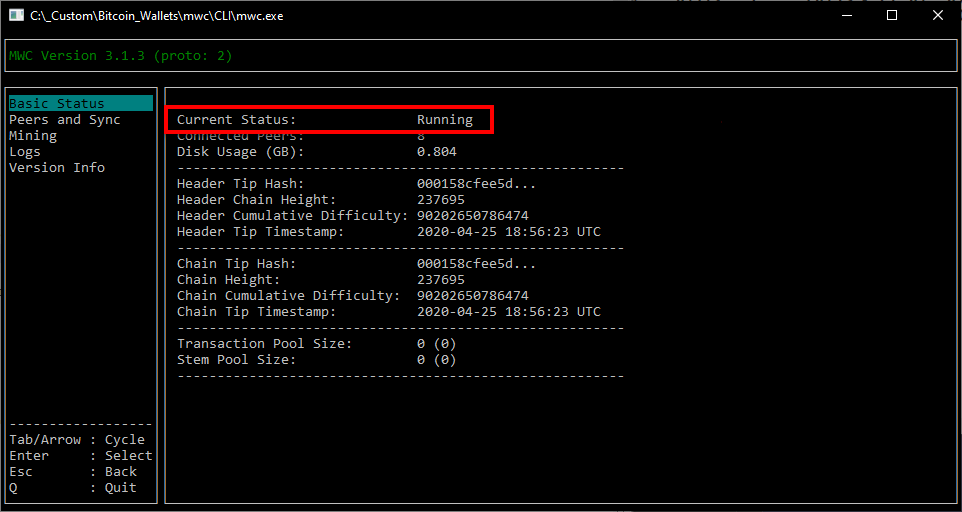 C:\_Custom\Bitcoin_Wallets\mwc\CLI\mwc.exe
MWC Version 3.1.3 (proto: 2)
Basic Status
Peers and Sync
Mining
Logs
Version Info
-------------------
Tab/Arrow : Cycle
Enter : Select
Esc : Back
Q : Quit
Current Status: Running
Connected Peers: 8
Disk Usage (GB): 0.804
--------------------------------------------------------
Header Tip Hash: 000158cfee5d...
Header Chain Height: 237695
Header Cumulative Difficulty: 90202650786474
Header Tip Timestamp: 2020-04-25 18:56:23 UTC
--------------------------------------------------------
Chain Tip Hash: 000158cfee5d...
Chain Height: 237695
Chain Cumulative Difficulty: 90202650786474
Chain Tip Timestamp: 2020-04-25 18:56:23 UTC
--------------------------------------------------------
Transaction Pool Size: 0 (0)
Stem Pool Size: 0 (0)
--------------------------------------------------------